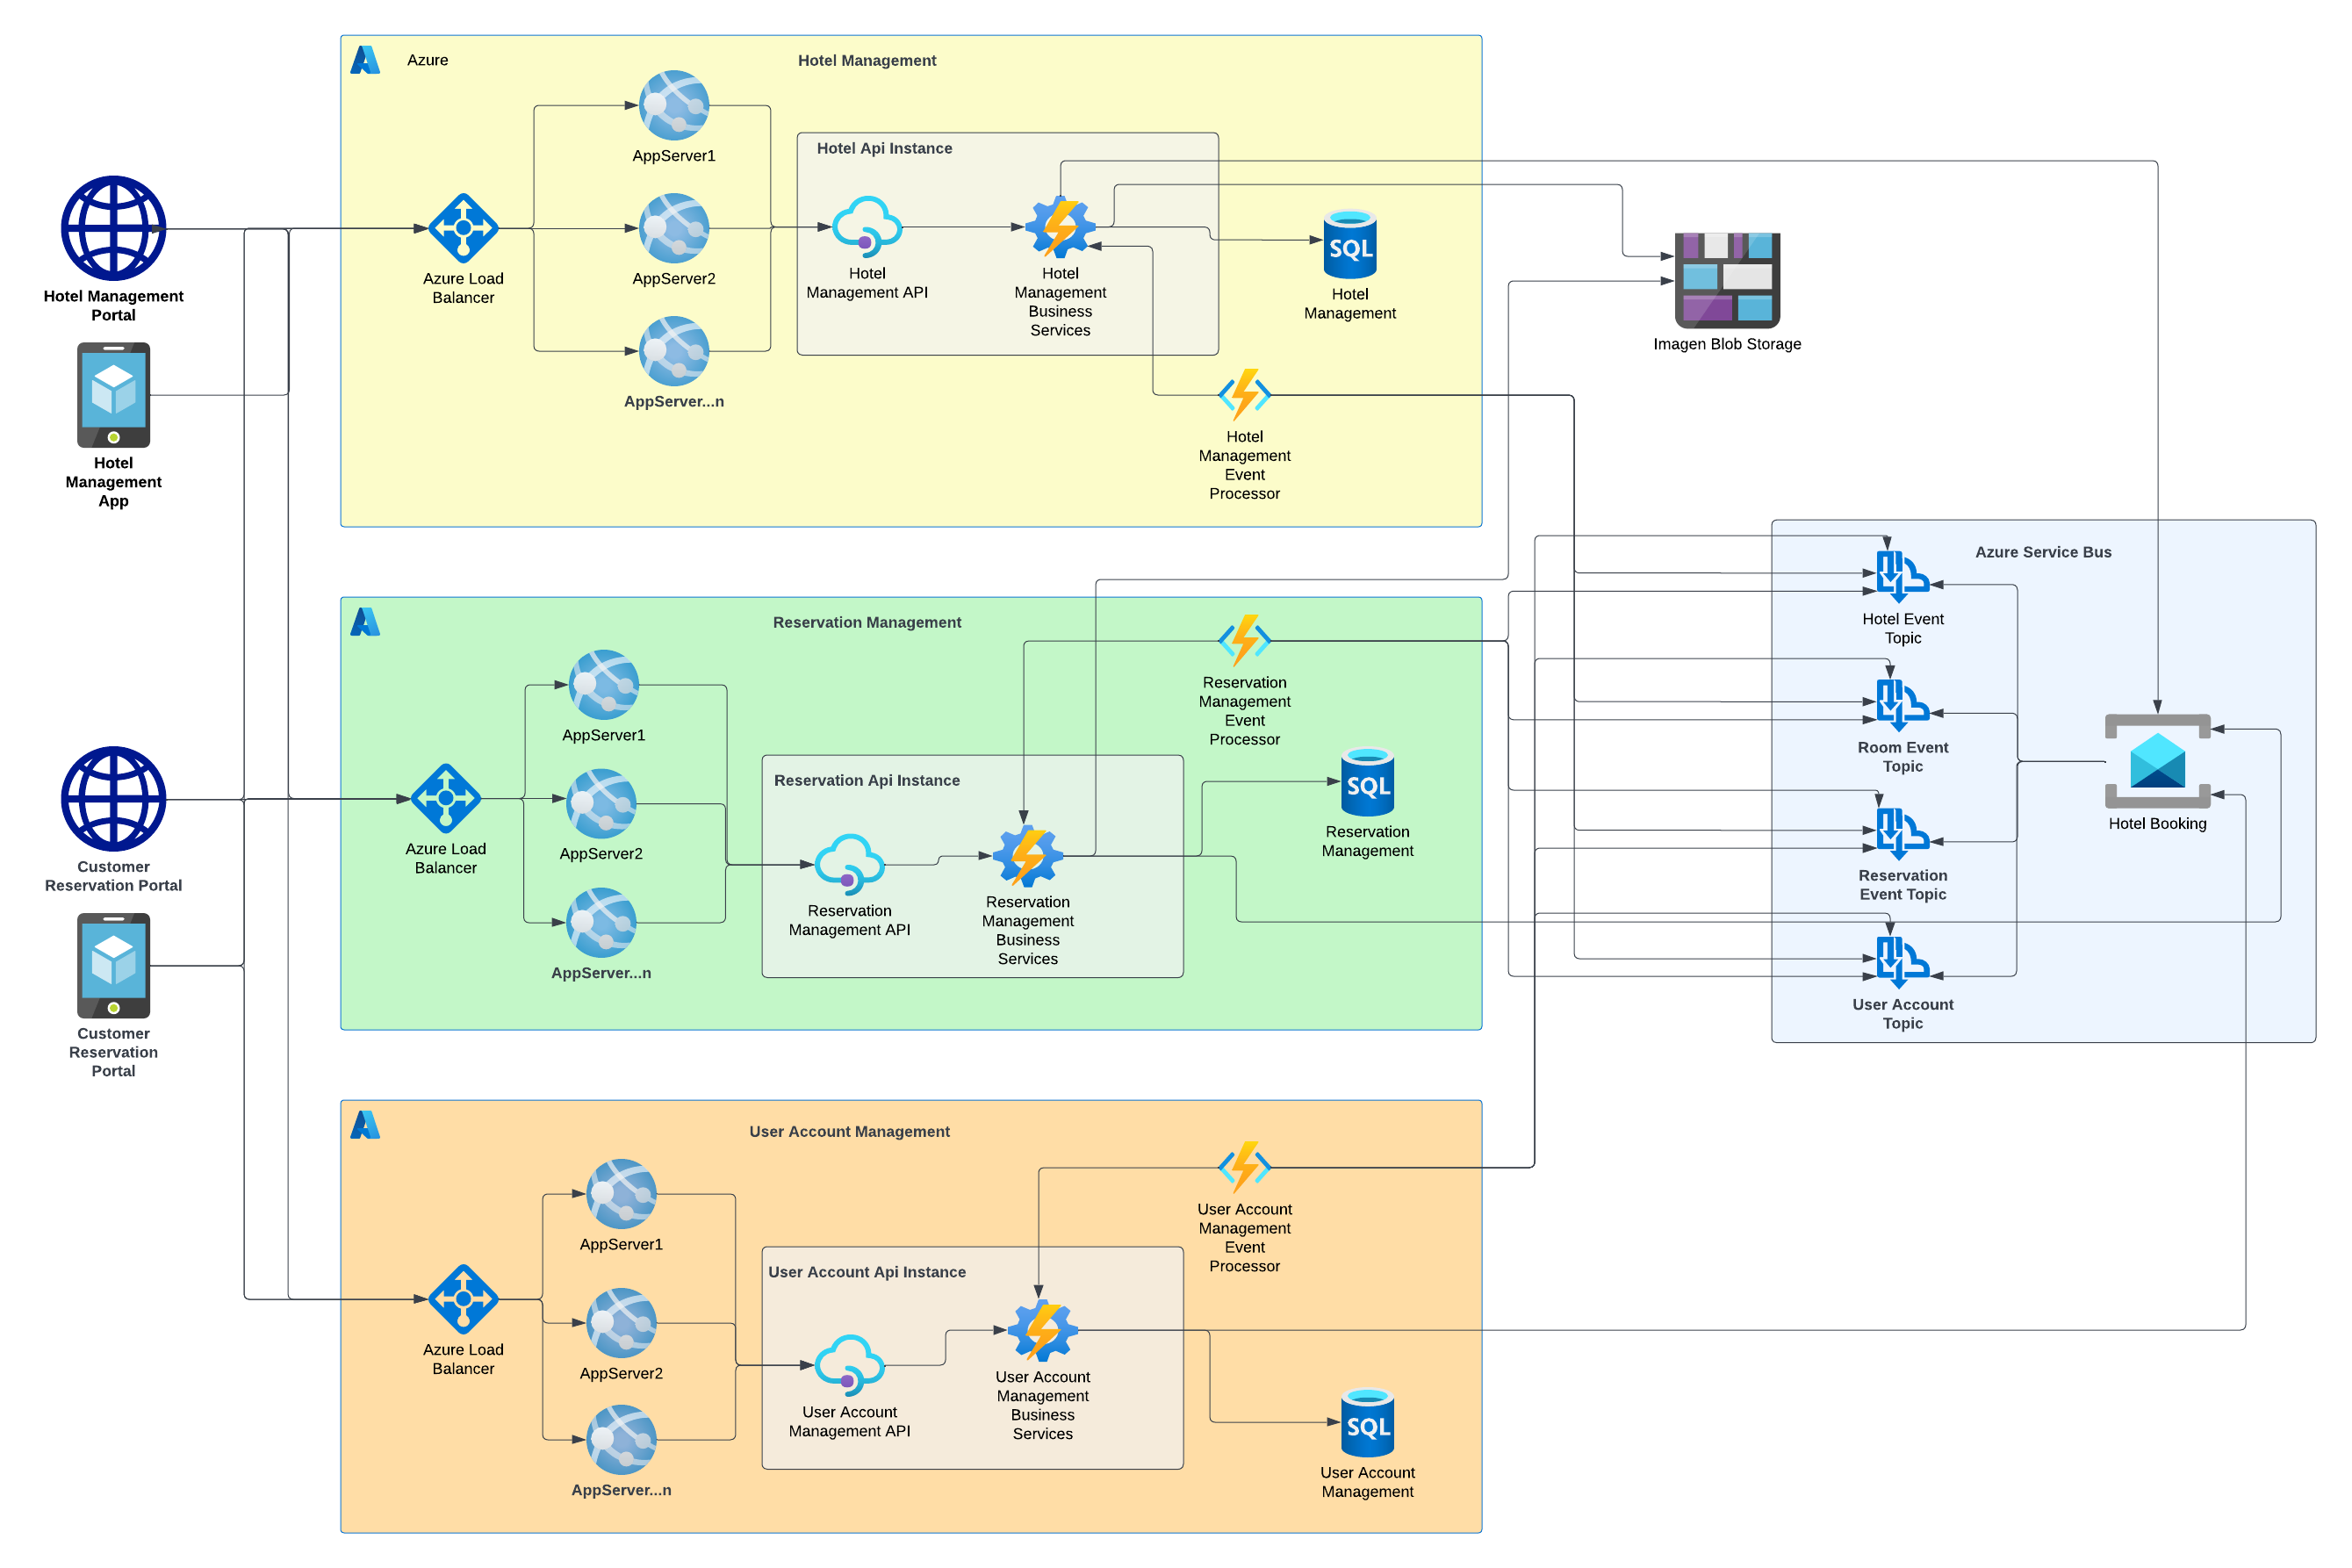 Azure
Hotel Management
AppServer1
Hotel Api Instance
Azure Load
Balancer
AppServer2
AppServer...n
Hotel
Management API
Hotel
Management
Business
Services
SQL
Hotel
Management
Hotel
Management
Event
Processor
Hotel Management
Portal
Hotel
Management
App
Imagen Blob Storage
Reservation Management
AppServer1
Azure Load
Balancer
AppServer2
AppServer...n
Reservation Api Instance
Reservation
Management API
Reservation
Management
Business
Services
Reservation
Management
Event
Processor
SQL
Reservation
Management
Customer
Reservation Portal
Customer
Reservation
Portal
Azure Service Bus
Hotel Event
Topic
Room Event
Topic
Reservation
Event Topic
User Account
Topic
Hotel Booking
User Account Management
AppServer1
Azure Load
Balancer
AppServer2
AppServer...n
User Account Api Instance
User Account
Management API
User Account
Management
Business
Services
User Account
Management
Event
Processor
SQL
User Account
Management